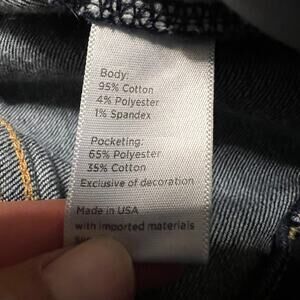 Body:
95% Cotton
4% Polyester
1% Spandex
Pocketing:
65% Polyester
35% Cotton
Exclusive of decoration
Made in USA
with imported materials